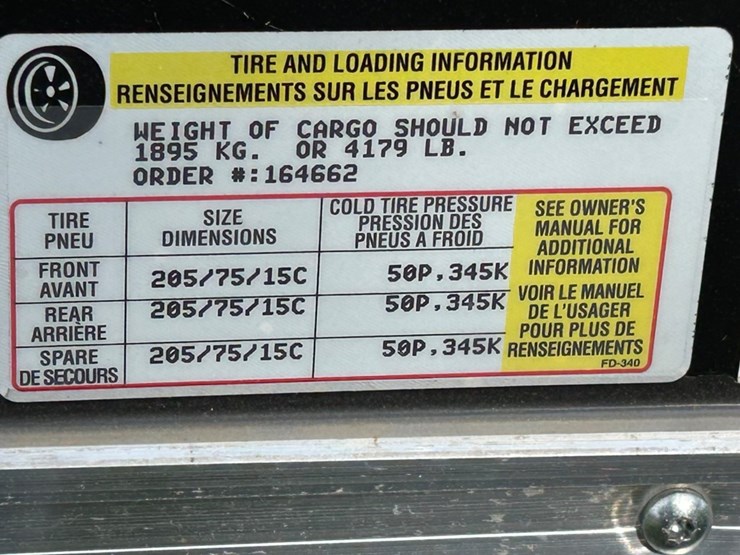 TIRE AND LOADING INFORMATION
RENSEIGNEMENTS SUR LES PNEUS ET LE CHARGEMENT
WEIGHT OF CARGO SHOULD NOT EXCEED
1895 KG. OR 4179 LB.
ORDER #:164662
TIRE
PNEU
SIZE
DIMENSIONS
COLD TIRE PRESSURE
PRESSION DES
PNEUS A FROID
SEE OWNER'S
MANUAL FOR
ADDITIONAL
INFORMATION
VOIR LE MANUEL
DE L'USAGER
POUR PLUS DE
RENSEIGNEMENTS
FD-340
FRONT
AVANT
205/75/15C
50P,345K
REAR
ARRIÈRE
205/75/15C
50P,345K
SPARE
DE SECOURS
205/75/15C
50P,345K